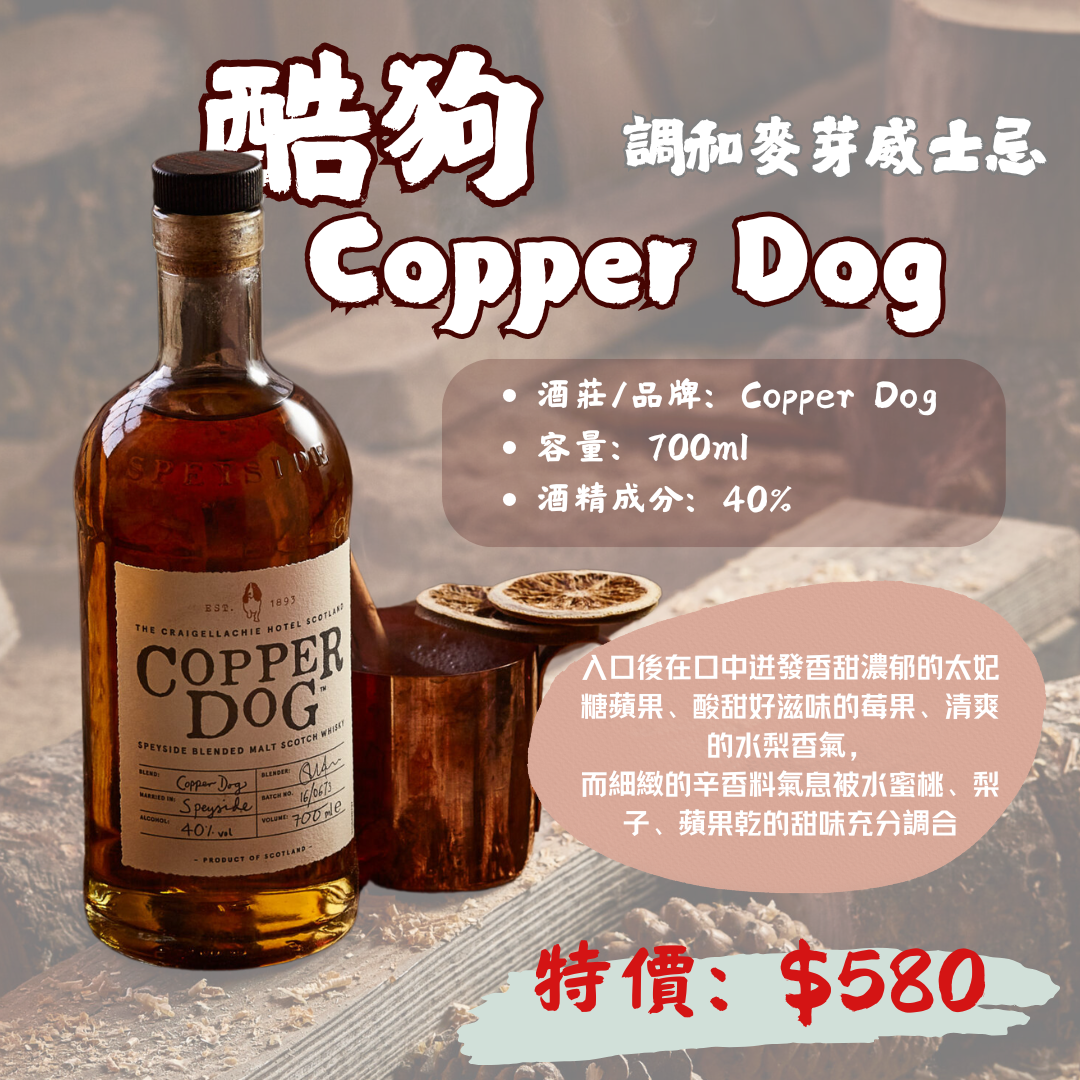 酷狗
調和麥芽威士忌
Copper Dog
酒莊/品牌: Copper Dog
容量: 700ml
酒精成分: 40%
SPEYSIDE
EST. 1893
THE CRAIGELLACHIE HOTEL SCOTLAND
COPPER
DOG™
SPEYSIDE BLENDED MALT SCOTCH WHISKY
BLEND: Copper Dog
BLENDER:
MARRIED IN: Speyside
BATCH NO. 16/0673
ALCOHOL: 40% vol
VOLUME: 700 ml e
- PRODUCT OF SCOTLAND -
入口後在口中迸發香甜濃郁的太妃
糖蘋果、酸甜好滋味的莓果、清爽
的水梨香氣,
而細緻的辛香料氣息被水蜜桃、梨
子、蘋果乾的甜味充分調合
特價: $580